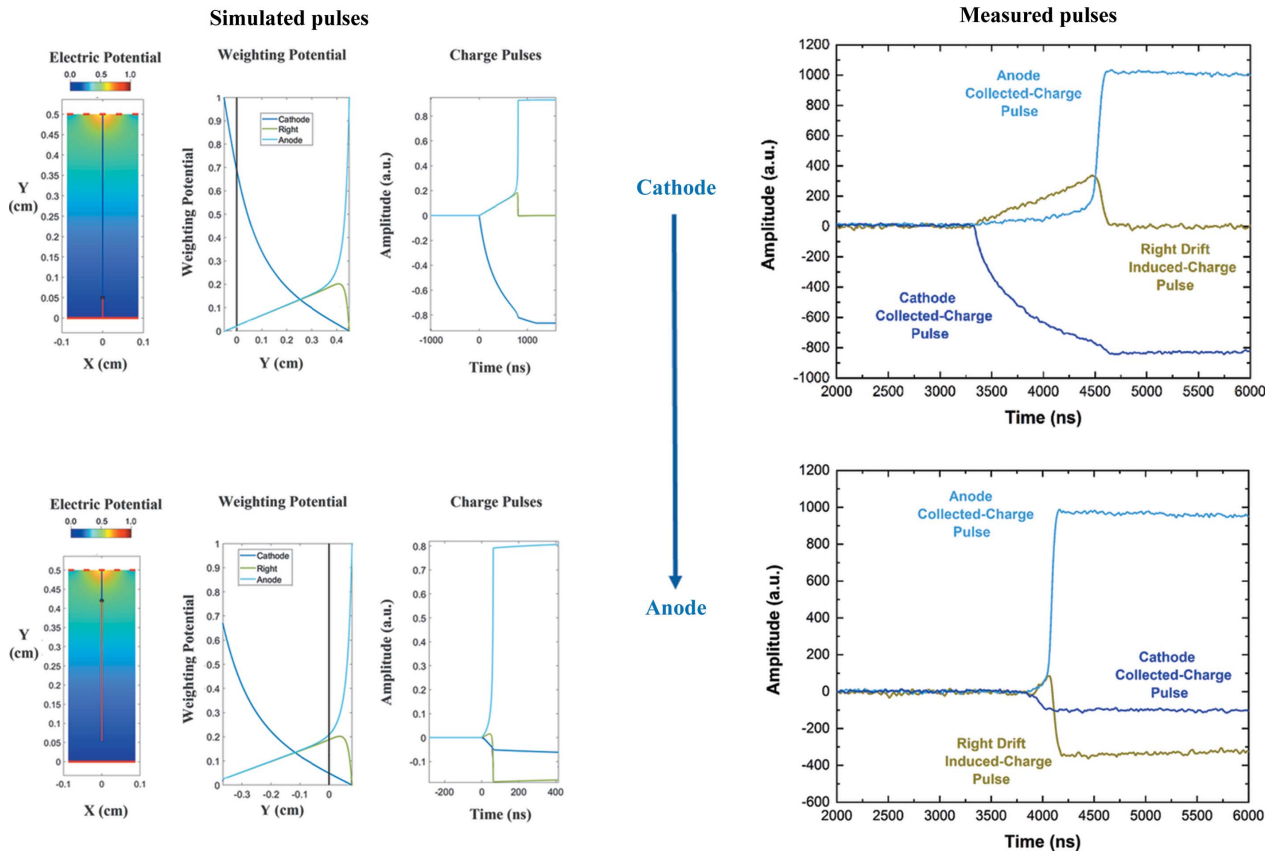 Simulated pulses
Measured pulses
Electric Potential
0.0 0.5 1.0
Y
(cm)
0.5
0.45
0.4
0.35
0.3
0.25
0.2
0.15
0.1
0.05
0
-0.1 0 0.1
X (cm)
Weighting Potential
Weighting Potential
1
0.9
0.8
0.7
0.6
0.5
0.4
0.3
0.2
0.1
0
Cathode
Right
Anode
0 0.1 0.2 0.3 0.4
Y (cm)
Charge Pulses
Amplitude (a.u.)
0.8
0.6
0.4
0.2
0
-0.2
-0.4
-0.6
-0.8
-1000 0 1000
Time (ns)
Cathode
Anode
Amplitude (a.u.)
1200
1000
800
600
400
200
0
-200
-400
-600
-800
-1000
Anode
Collected-Charge
Pulse
Right Drift
Induced-Charge
Pulse
Cathode
Collected-Charge
Pulse
2000 2500 3000 3500 4000 4500 5000 5500 6000
Time (ns)
Electric Potential
0.0 0.5 1.0
Y
(cm)
0.5
0.45
0.4
0.35
0.3
0.25
0.2
0.15
0.1
0.05
0
-0.1 0 0.1
X (cm)
Weighting Potential
Weighting Potential
1
0.9
0.8
0.7
0.6
0.5
0.4
0.3
0.2
0.1
0
Cathode
Right
Anode
-0.3 -0.2 -0.1 0
Y (cm)
Charge Pulses
Amplitude (a.u.)
0.8
0.7
0.6
0.5
0.4
0.3
0.2
0.1
0
-0.1
-200 0 200 400
Time (ns)
Amplitude (a.u.)
1200
1000
800
600
400
200
0
-200
-400
-600
Anode
Collected-Charge
Pulse
Cathode
Collected-Charge
Pulse
Right Drift
Induced-Charge
Pulse
2000 2500 3000 3500 4000 4500 5000 5500 6000
Time (ns)